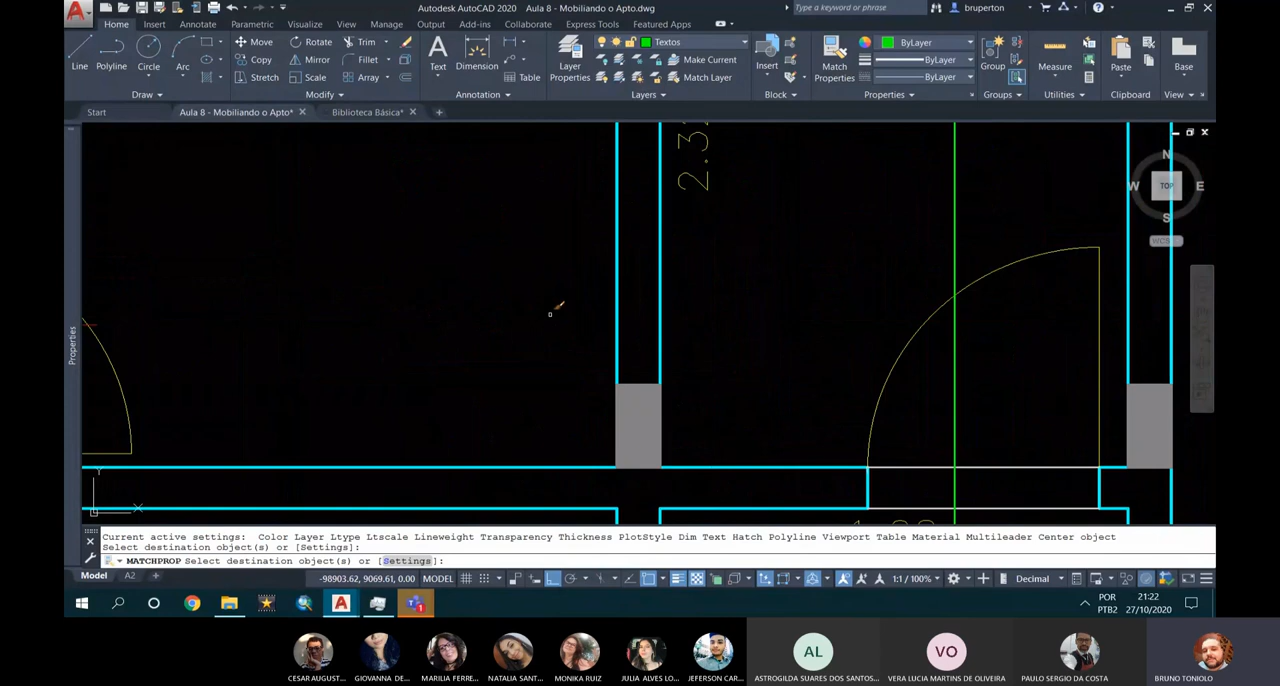 Autodesk AutoCAD 2020 Aula 8 - Mobiliando o Apto.dwg
Type a keyword or phrase
bruperton
Home Insert Annotate Parametric Visualize View Manage Output Add-ins Collaborate Express Tools Featured Apps
Line Polyline Circle Arc
Move Rotate Trim
Copy Mirror Fillet
Stretch Scale Array
Text Dimension Table
Layer Properties
Textos
Make Current
Match Layer
Insert
Match Properties
ByLayer
ByLayer
ByLayer
Group Measure Paste Base
Draw Modify Annotation Layers Block Properties Groups Utilities Clipboard View
Start Aula 8 - Mobiliando o Apto* Biblioteca Básica*
2.3
N
W TOP E
S
WCS
Properties
Y
X
Current active settings: Color Layer Ltype Ltscale Lineweight Transparency Thickness PlotStyle Dim Text Hatch Polyline Viewport Table Material Multileader Center object
Select destination object(s) or [Settings]:
MATCHPROP Select destination object(s) or [Settings]:
Model A2
-98903.62, 9069.61, 0.00 MODEL 1:1 / 100% Decimal
POR 21:22
PTB2 27/10/2020
AL VO
CESAR AUGUST... GIOVANNA DE... MARILIA FERRE... NATALIA SANT... MONIKA RUIZ JULIA ALVES LO... JEFERSON CAR... ASTROGILDA SUARES DOS SANTOS... VERA LUCIA MARTINS DE OLIVEIRA PAULO SERGIO DA COSTA BRUNO TONIOLO